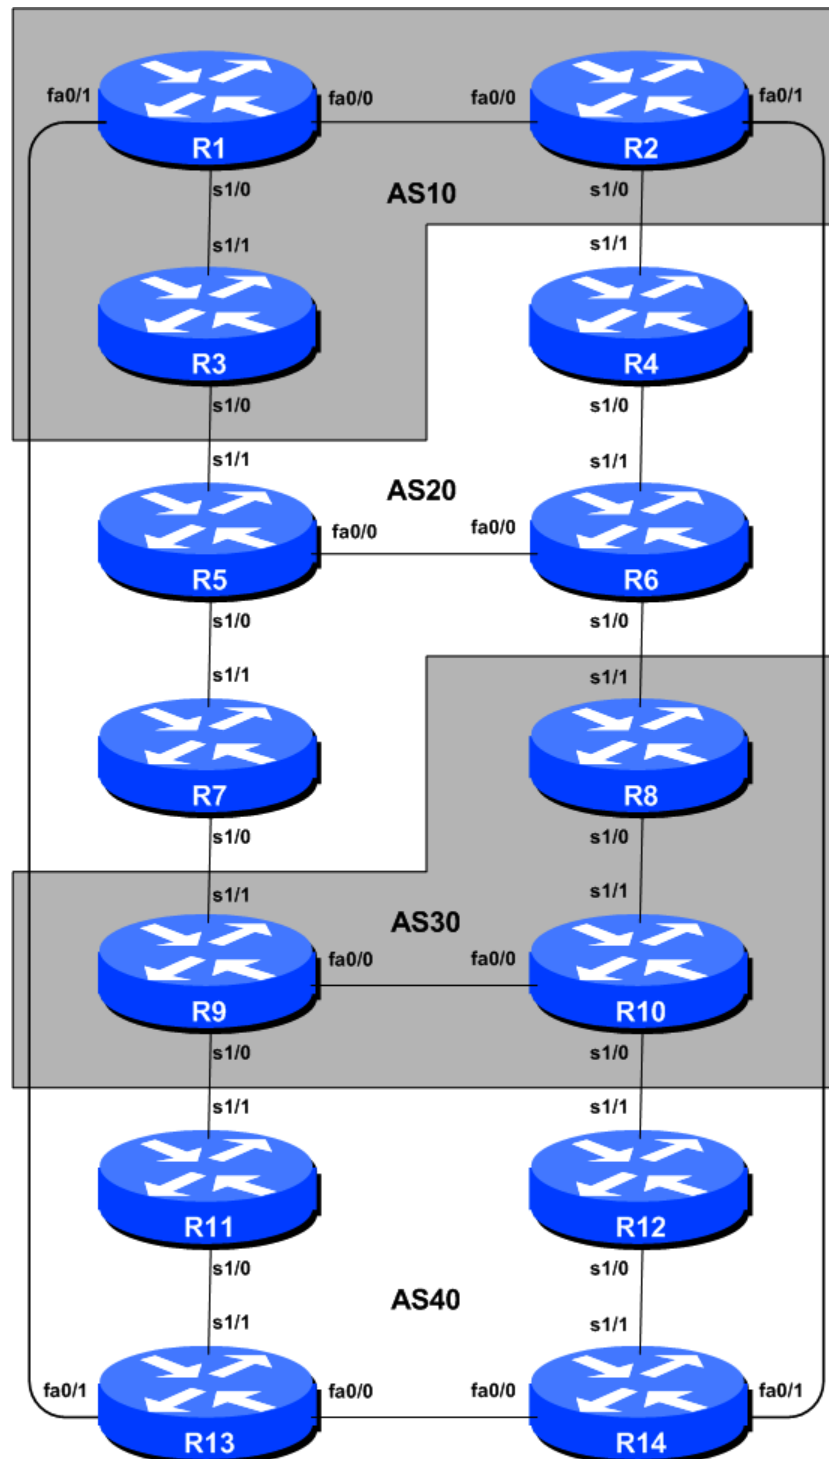 fa0/1 fa0/0 fa0/0 fa0/1
R1 R2
s1/0 AS10 s1/0
s1/1 s1/1
R3 R4
s1/0 s1/0
s1/1 AS20 s1/1
fa0/0 fa0/0
R5 R6
s1/0 s1/0
s1/1 s1/1
R7 R8
s1/0 s1/0
s1/1 AS30 s1/1
fa0/0 fa0/0
R9 R10
s1/0 s1/0
s1/1 s1/1
R11 R12
s1/0 s1/0
AS40
s1/1 s1/1
fa0/1 fa0/0 fa0/0 fa0/1
R13 R14